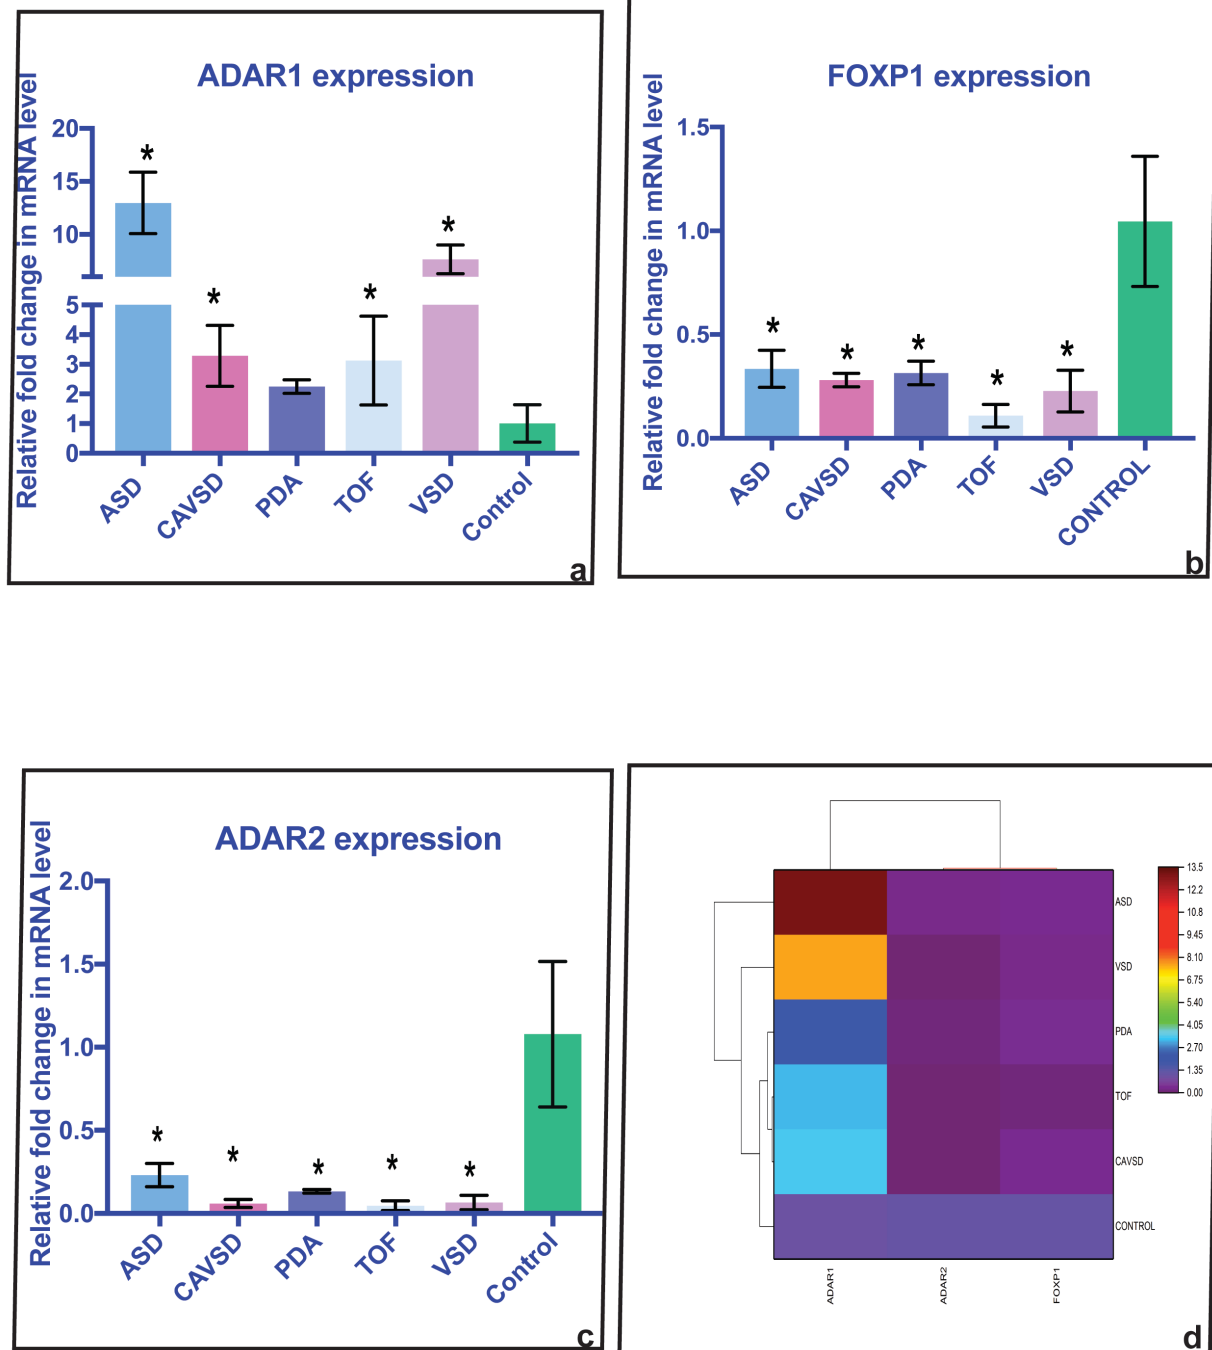 ADAR1 expression
Relative fold change in mRNA level
20
15
10
5
4
3
2
1
0
*
*
*
*
ASD
CAVSD
PDA
TOF
VSD
Control
a
FOXP1 expression
Relative fold change in mRNA level
1.5
1.0
0.5
0.0
*
*
*
*
*
ASD
CAVSD
PDA
TOF
VSD
CONTROL
b
ADAR2 expression
Relative fold change in mRNA level
2.0
1.5
1.0
0.5
0.0
*
*
*
*
*
ASD
CAVSD
PDA
TOF
VSD
Control
c
ASD
VSD
PDA
TOF
CAVSD
CONTROL
ADAR1
ADAR2
FOXP1
13.5
12.2
10.8
9.45
8.10
6.75
5.40
4.05
2.70
1.35
0.00
d